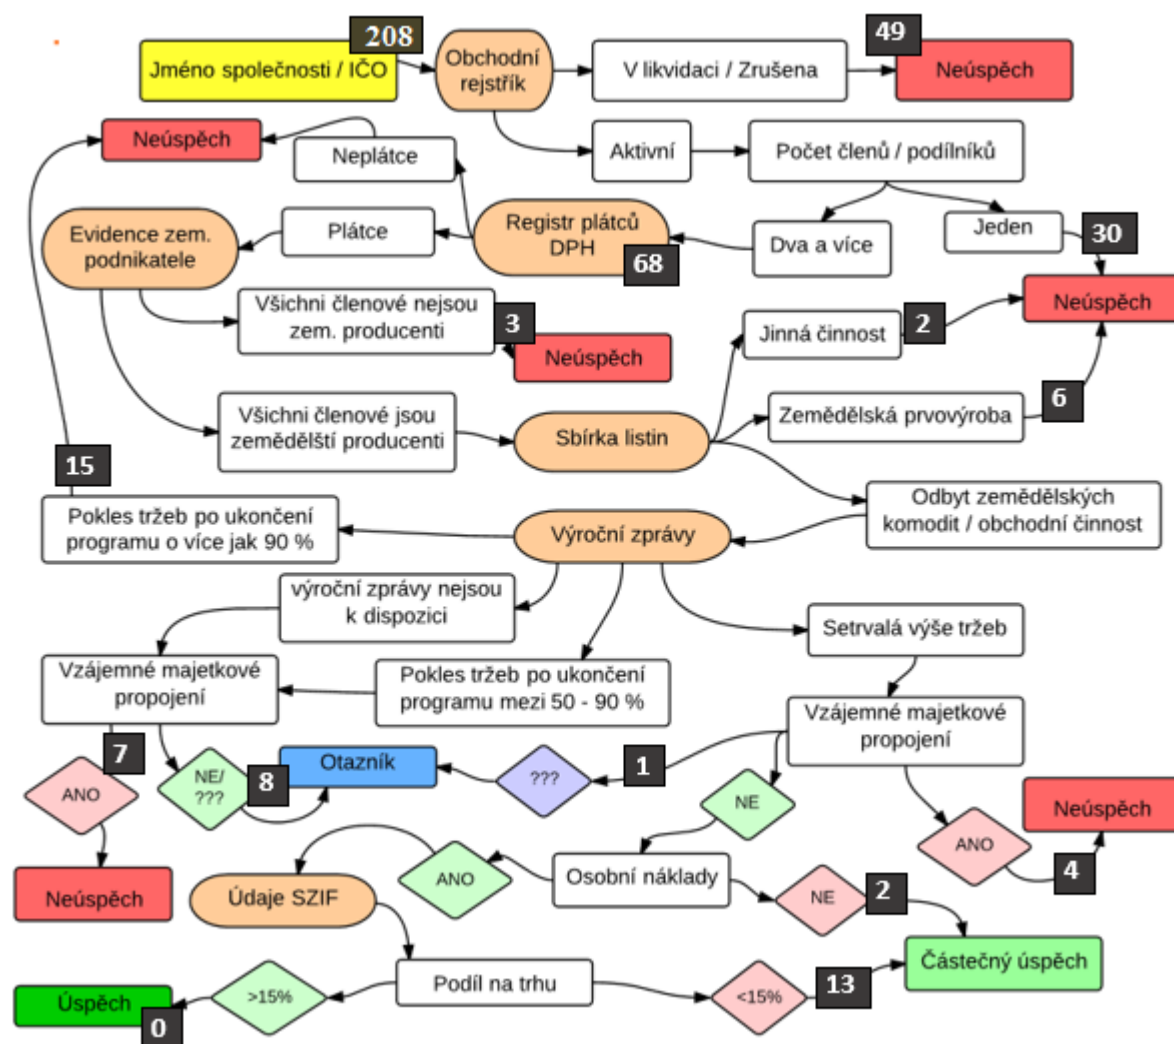 208
49
Jméno společnosti / IČO
Obchodní
rejstřík
V likvidaci / Zrušena
Neúspěch
Neúspěch
Neplátce
Aktivní
Počet členů / podílníků
Evidence zem.
podnikatele
Plátce
Registr plátců
DPH
68
Dva a více
Jeden
30
Všichni členové nejsou
zem. producenti
3
Neúspěch
Jinná činnost
2
Neúspěch
Všichni členové jsou
zemědělští producenti
Sbírka listin
Zemědělská prvovýroba
6
15
Pokles tržeb po ukončení
programu o více jak 90 %
Výroční zprávy
Odbyt zemědělských
komodit / obchodní činnost
výroční zprávy nejsou
k dispozici
Setrvalá výše tržeb
Vzájemné majetkové
propojení
Pokles tržeb po ukončení
programu mezi 50 - 90 %
Vzájemné majetkové
propojení
7
ANO
NE/
???
8
Otazník
???
1
NE
ANO
4
Neúspěch
Neúspěch
Údaje SZIF
ANO
Osobní náklady
NE
2
Částečný úspěch
Úspěch
0
>15%
Podíl na trhu
<15%
13